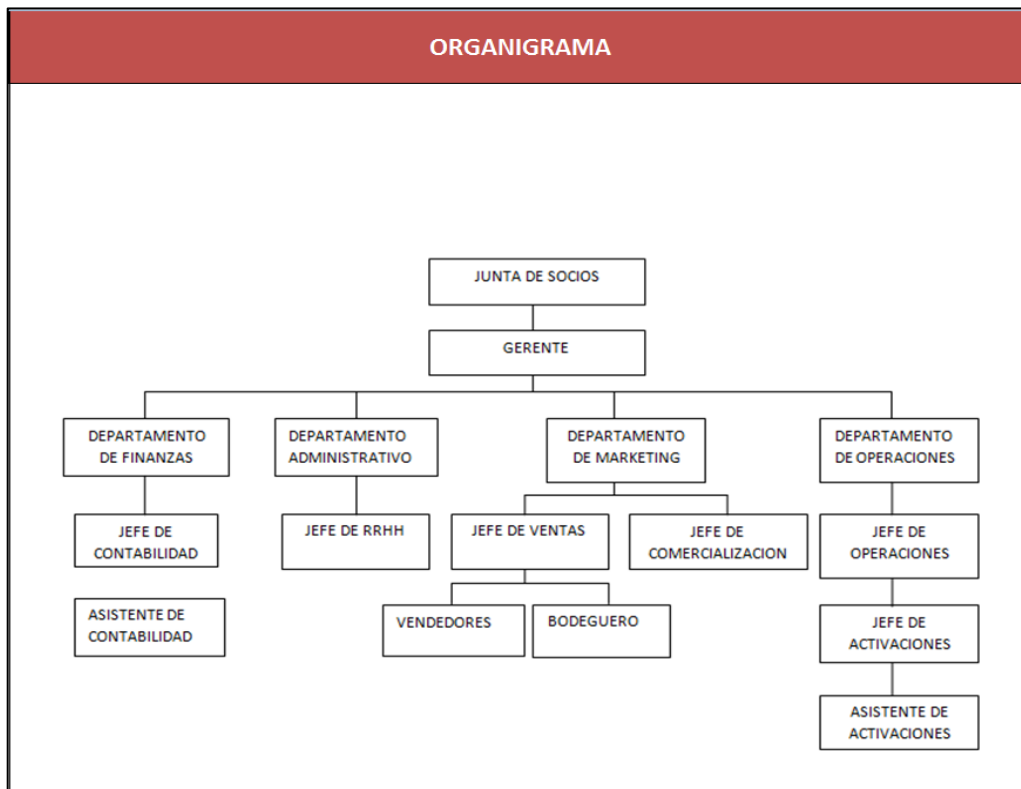 ORGANIGRAMA
JUNTA DE SOCIOS
GERENTE
DEPARTAMENTO
DE FINANZAS
DEPARTAMENTO
ADMINISTRATIVO
DEPARTAMENTO
DE MARKETING
DEPARTAMENTO
DE OPERACIONES
JEFE DE
CONTABILIDAD
JEFE DE RRHH
JEFE DE VENTAS
JEFE DE
COMERCIALIZACION
JEFE DE
OPERACIONES
ASISTENTE DE
CONTABILIDAD
VENDEDORES
BODEGUERO
JEFE DE
ACTIVACIONES
ASISTENTE DE
ACTIVACIONES